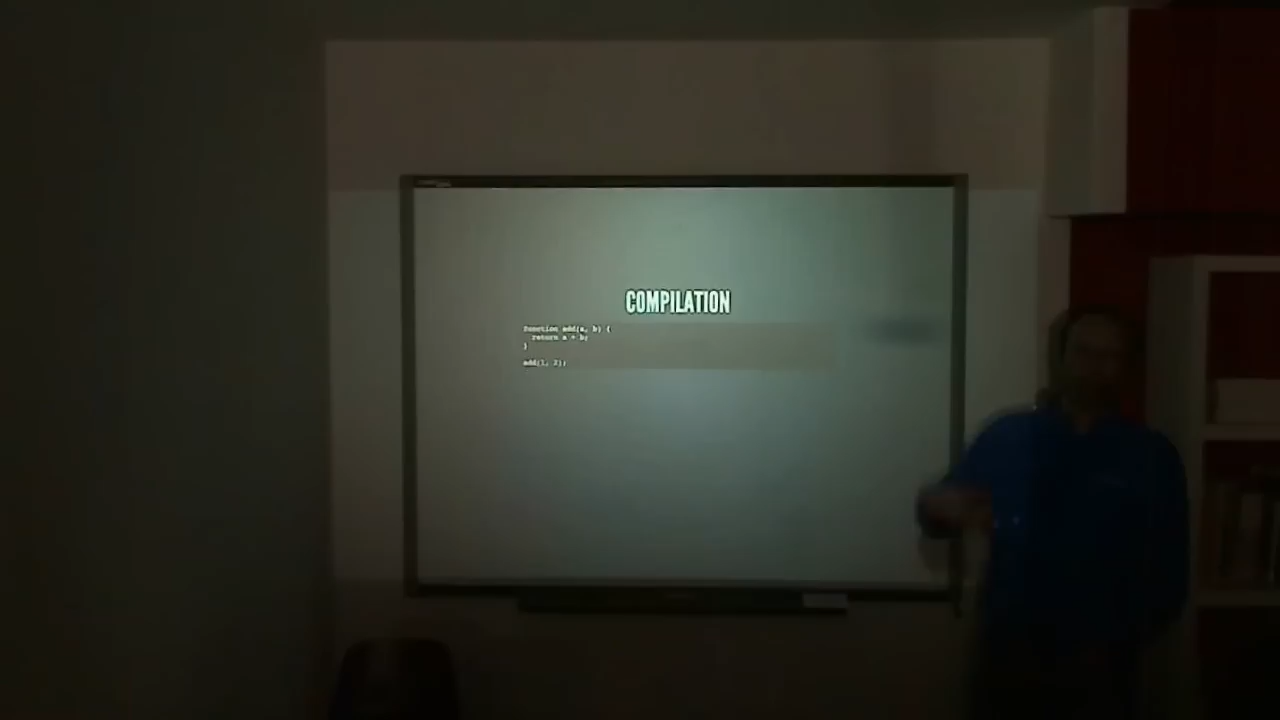 COMPILATION
function add(a, b) {
  return a + b;
}
add(1, 2);